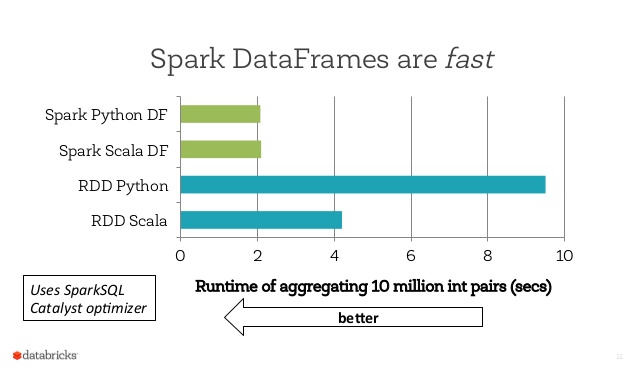 Spark DataFrames are fast
Spark Python DF
Spark Scala DF
RDD Python
RDD Scala
0 2 4 6 8 10
Runtime of aggregating 10 million int pairs (secs)
Uses SparkSQL
Catalyst optimizer
better
databricks